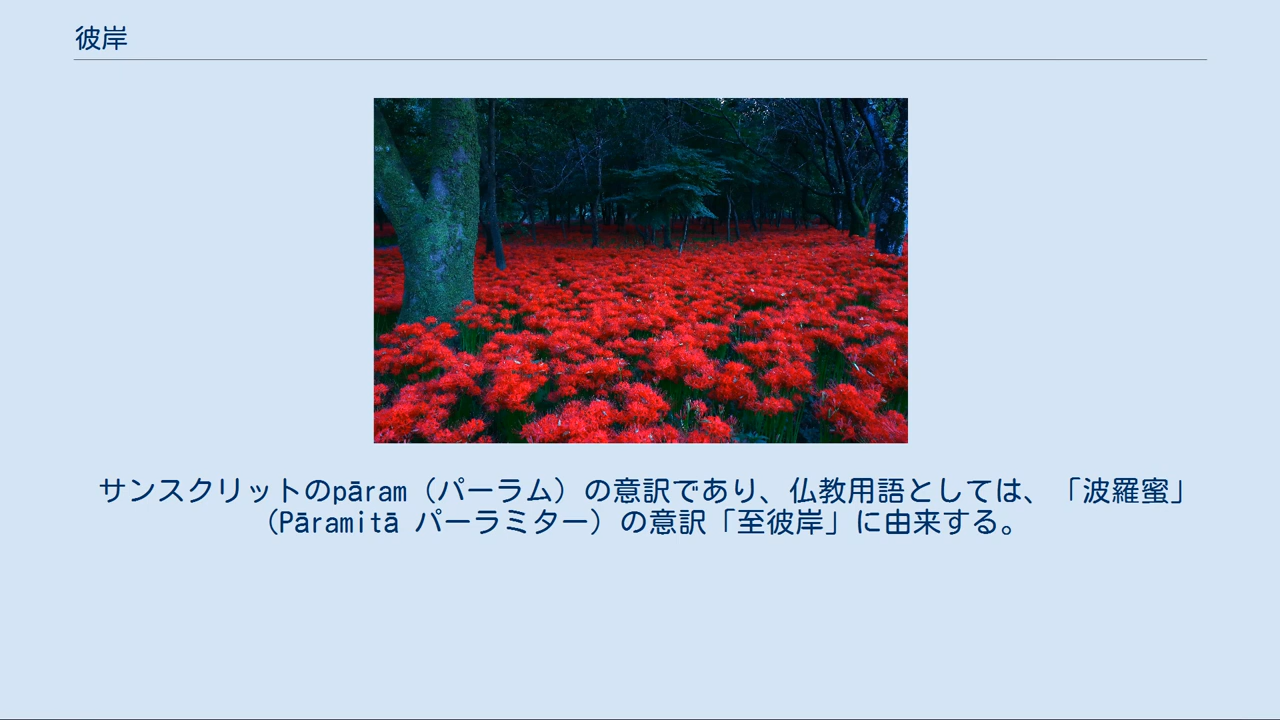 彼岸
サンスクリットのpāram（パーラム）の意訳であり、仏教用語としては、「波羅蜜」
（Pāramitā パーラミター）の意訳「至彼岸」に由来する。